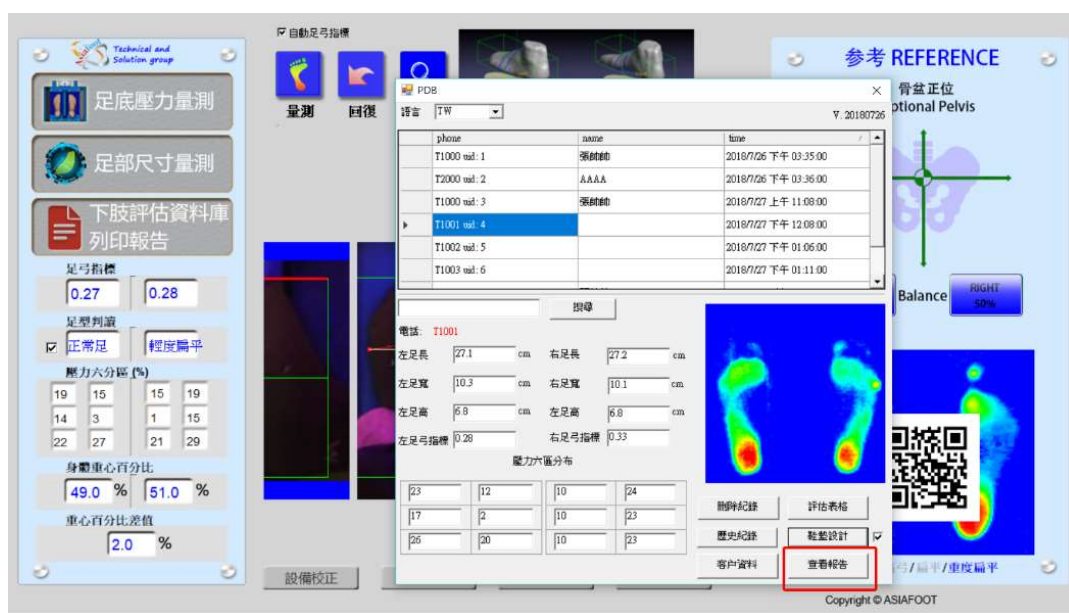 Technical and
Solution group
足底壓力量測
足部尺寸量測
下肢評估資料庫
列印報告
足弓指標
0.27 0.28
足型判讀
正常足 輕度扁平
壓力六分區 (%)
19 15 15 19
14 3 1 15
22 27 21 29
身體重心百分比
49.0 % 51.0 %
重心百分比差值
2.0 %
自動足弓指標
量測 回復
PDB
語言 TW V. 20180726
phone name time
T1000 uid: 1 張帥帥 2018/7/26 下午 03:35:00
T2000 uid: 2 AAAA 2018/7/26 下午 03:36:00
T1000 uid: 3 張帥帥 2018/7/27 上午 11:08:00
T1001 uid: 4 2018/7/27 下午 12:08:00
T1002 uid: 5 2018/7/27 下午 01:06:00
T1003 uid: 6 2018/7/27 下午 01:11:00
搜尋
電話: T1001
左足長 27.1 cm 右足長 27.2 cm
左足寬 10.3 cm 右足寬 10.1 cm
左足高 6.8 cm 左足高 6.8 cm
左足弓指標 0.28 右足弓指標 0.33
壓力六區分布
23 12 10 24
17 2 10 23
26 20 10 23
刪除紀錄 評估表格
歷史紀錄 鞋墊設計
客户資料 查看報告
設備校正
参考 REFERENCE
骨盆正位
Pelvis
Balance RIGHT
50%
扁平/重度扁平
Copyright © ASIAFOOT